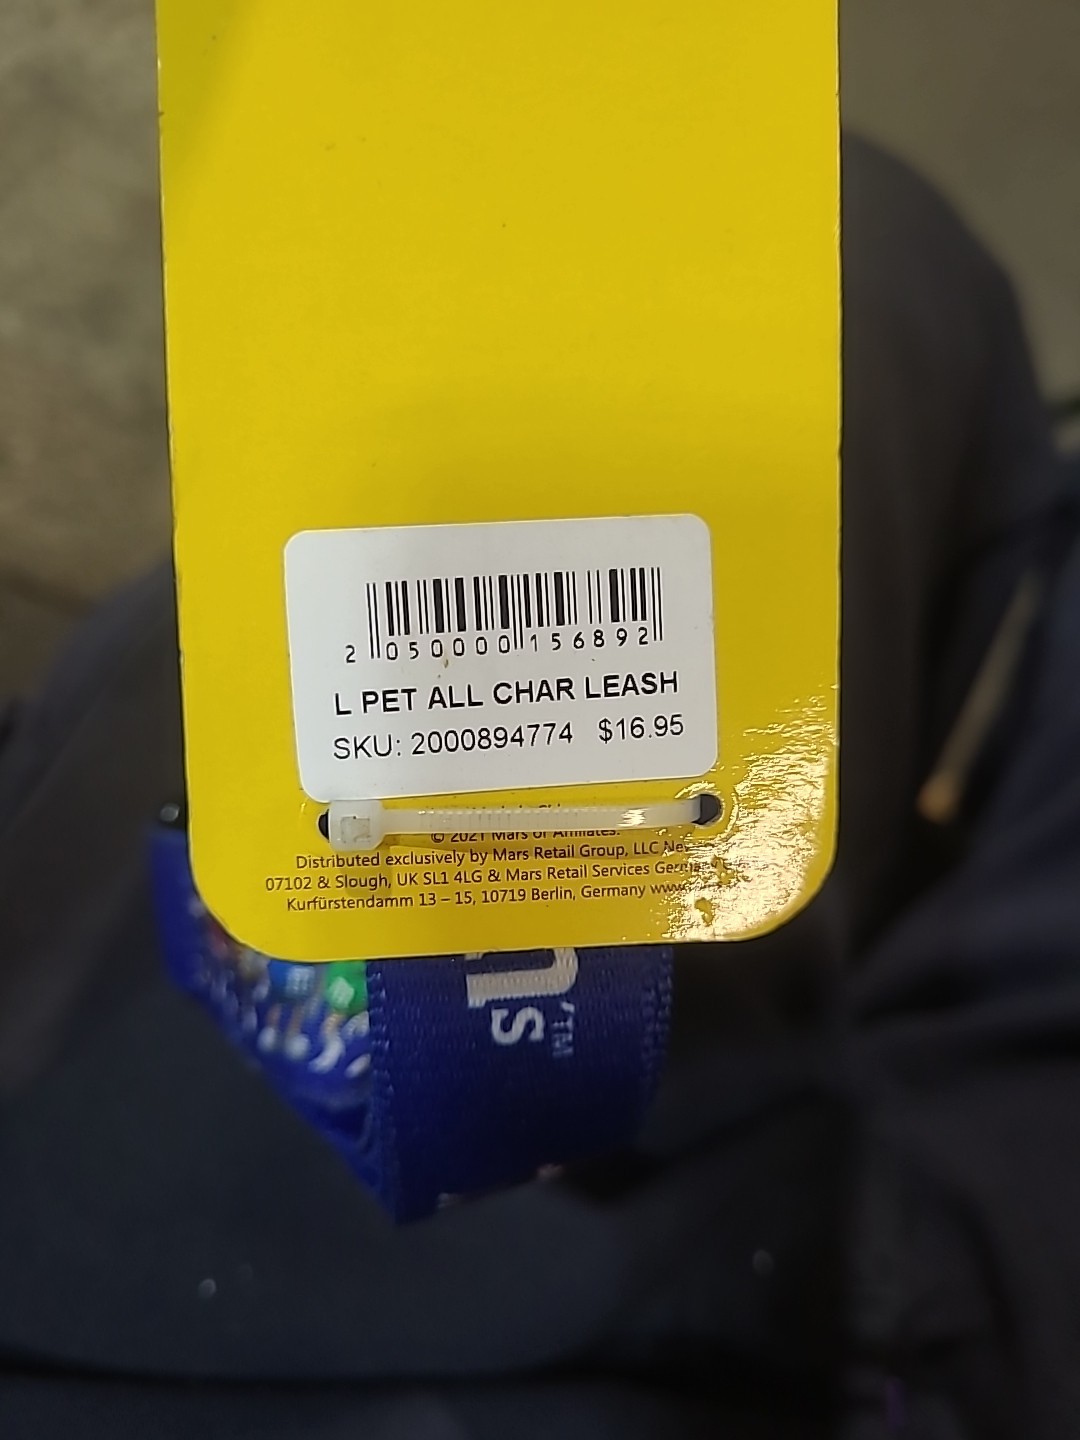 2 050000 156892
L PET ALL CHAR LEASH
SKU: 2000894774 $16.95
© 2021 Mars or Affiliates.
Distributed exclusively by Mars Retail Group, LLC
07102 & Slough, UK SL1 4LG & Mars Retail Services
Kurfürstendamm 13 – 15, 10719 Berlin, Germany
's™